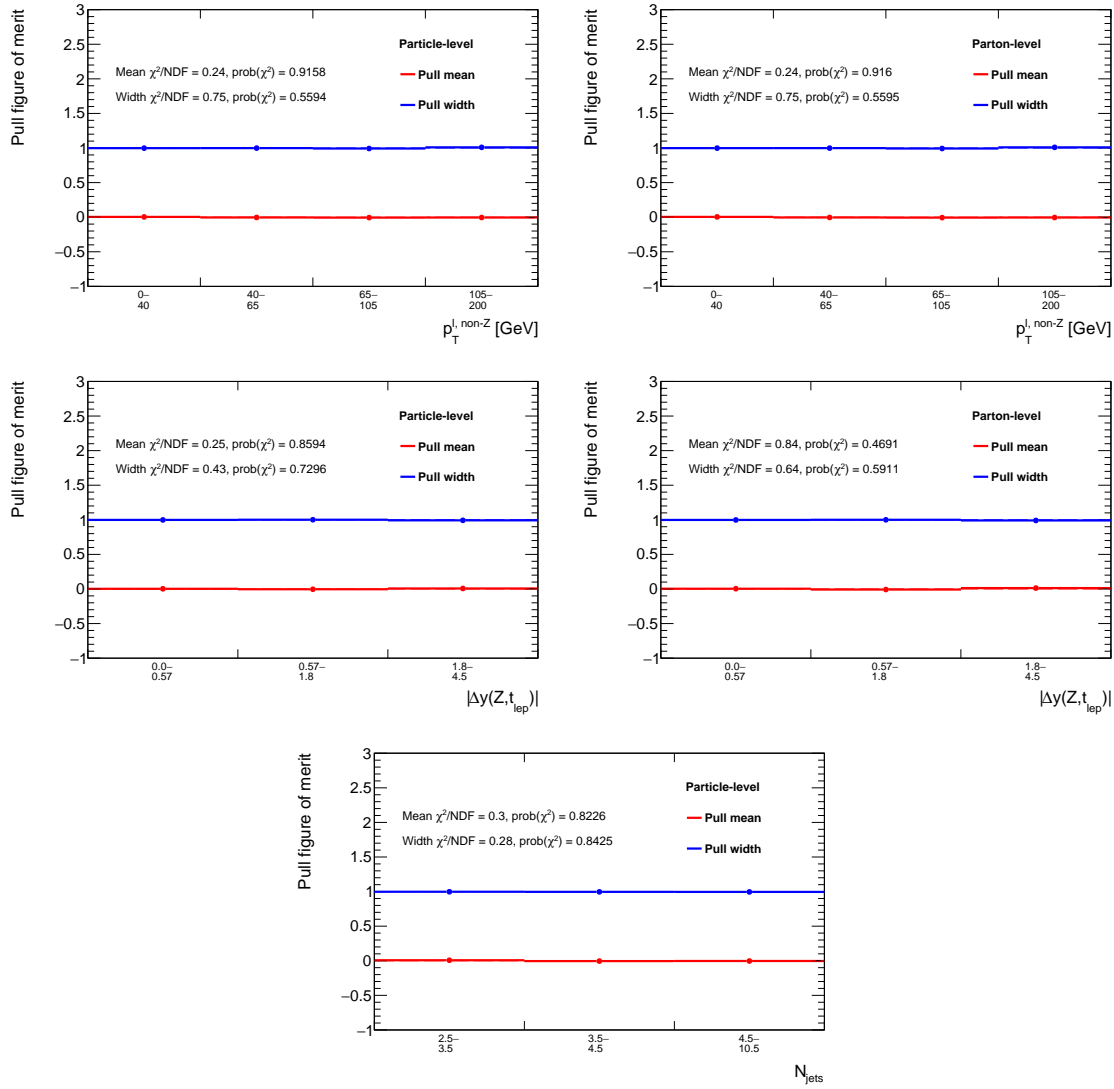 Pull figure of merit
3
2.5
2
1.5
1
0.5
0
−0.5
−1
Particle-level
Mean χ²/NDF = 0.24, prob(χ²) = 0.9158
Pull mean
Width χ²/NDF = 0.75, prob(χ²) = 0.5594
Pull width
0–
40
40–
65
65–
105
105–
200
p_T^{l, non-Z} [GeV]
Pull figure of merit
3
2.5
2
1.5
1
0.5
0
−0.5
−1
Parton-level
Mean χ²/NDF = 0.24, prob(χ²) = 0.916
Pull mean
Width χ²/NDF = 0.75, prob(χ²) = 0.5595
Pull width
0–
40
40–
65
65–
105
105–
200
p_T^{l, non-Z} [GeV]
Pull figure of merit
3
2.5
2
1.5
1
0.5
0
−0.5
−1
Particle-level
Mean χ²/NDF = 0.25, prob(χ²) = 0.8594
Pull mean
Width χ²/NDF = 0.43, prob(χ²) = 0.7296
Pull width
0.0–
0.57
0.57–
1.8
1.8–
4.5
|Δy(Z,t_lep)|
Pull figure of merit
3
2.5
2
1.5
1
0.5
0
−0.5
−1
Parton-level
Mean χ²/NDF = 0.84, prob(χ²) = 0.4691
Pull mean
Width χ²/NDF = 0.64, prob(χ²) = 0.5911
Pull width
0.0–
0.57
0.57–
1.8
1.8–
4.5
|Δy(Z,t_lep)|
Pull figure of merit
3
2.5
2
1.5
1
0.5
0
−0.5
−1
Particle-level
Mean χ²/NDF = 0.3, prob(χ²) = 0.8226
Pull mean
Width χ²/NDF = 0.28, prob(χ²) = 0.8425
Pull width
2.5–
3.5
3.5–
4.5
4.5–
10.5
N_jets